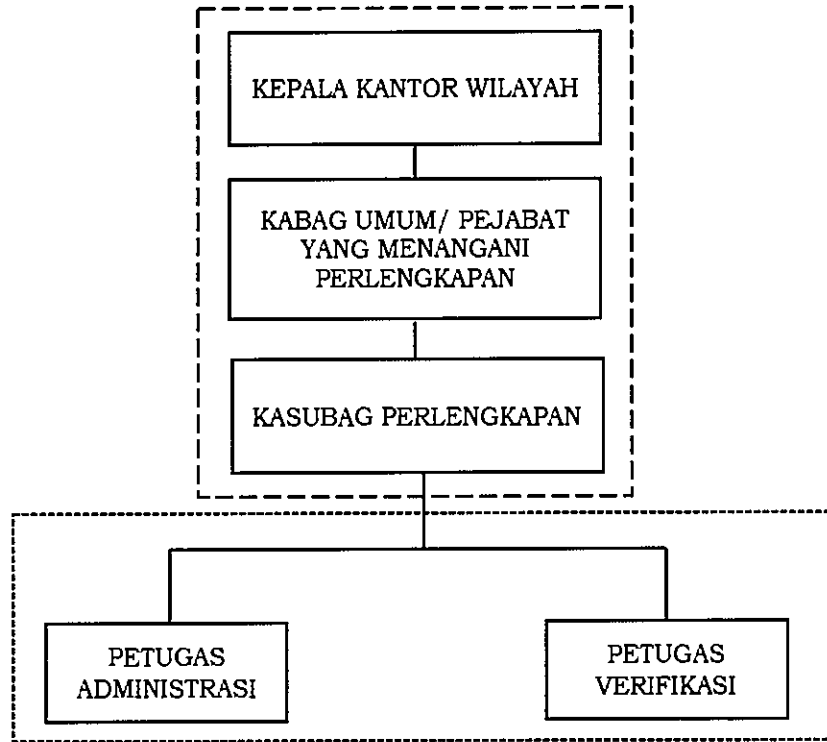 KEPALA KANTOR WILAYAH
KABAG UMUM/ PEJABAT
YANG MENANGANI
PERLENGKAPAN
KASUBAG PERLENGKAPAN
PETUGAS
ADMINISTRASI
PETUGAS
VERIFIKASI